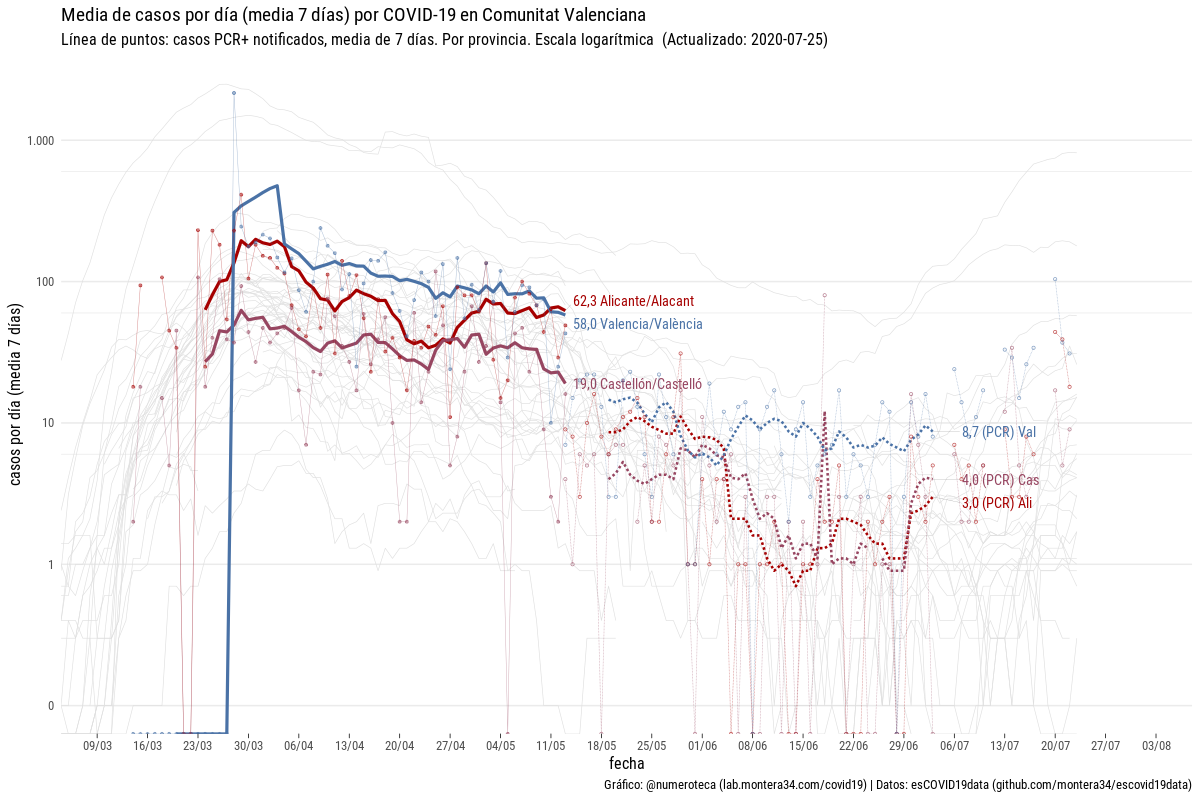 Media de casos por día (media 7 días) por COVID-19 en Comunitat Valenciana
Línea de puntos: casos PCR+ notificados, media de 7 días. Por provincia. Escala logarítmica (Actualizado: 2020-07-25)
casos por día (media 7 días)
1.000
100
10
1
0
62,3 Alicante/Alacant
58,0 Valencia/València
19,0 Castellón/Castelló
8,7 (PCR) Val
4,0 (PCR) Cas
3,0 (PCR) Ali
09/03 16/03 23/03 30/03 06/04 13/04 20/04 27/04 04/05 11/05 18/05 25/05 01/06 08/06 15/06 22/06 29/06 06/07 13/07 20/07 27/07 03/08
fecha
Gráfico: @numeroteca (lab.montera34.com/covid19) | Datos: esCOVID19data (github.com/montera34/escovid19data)